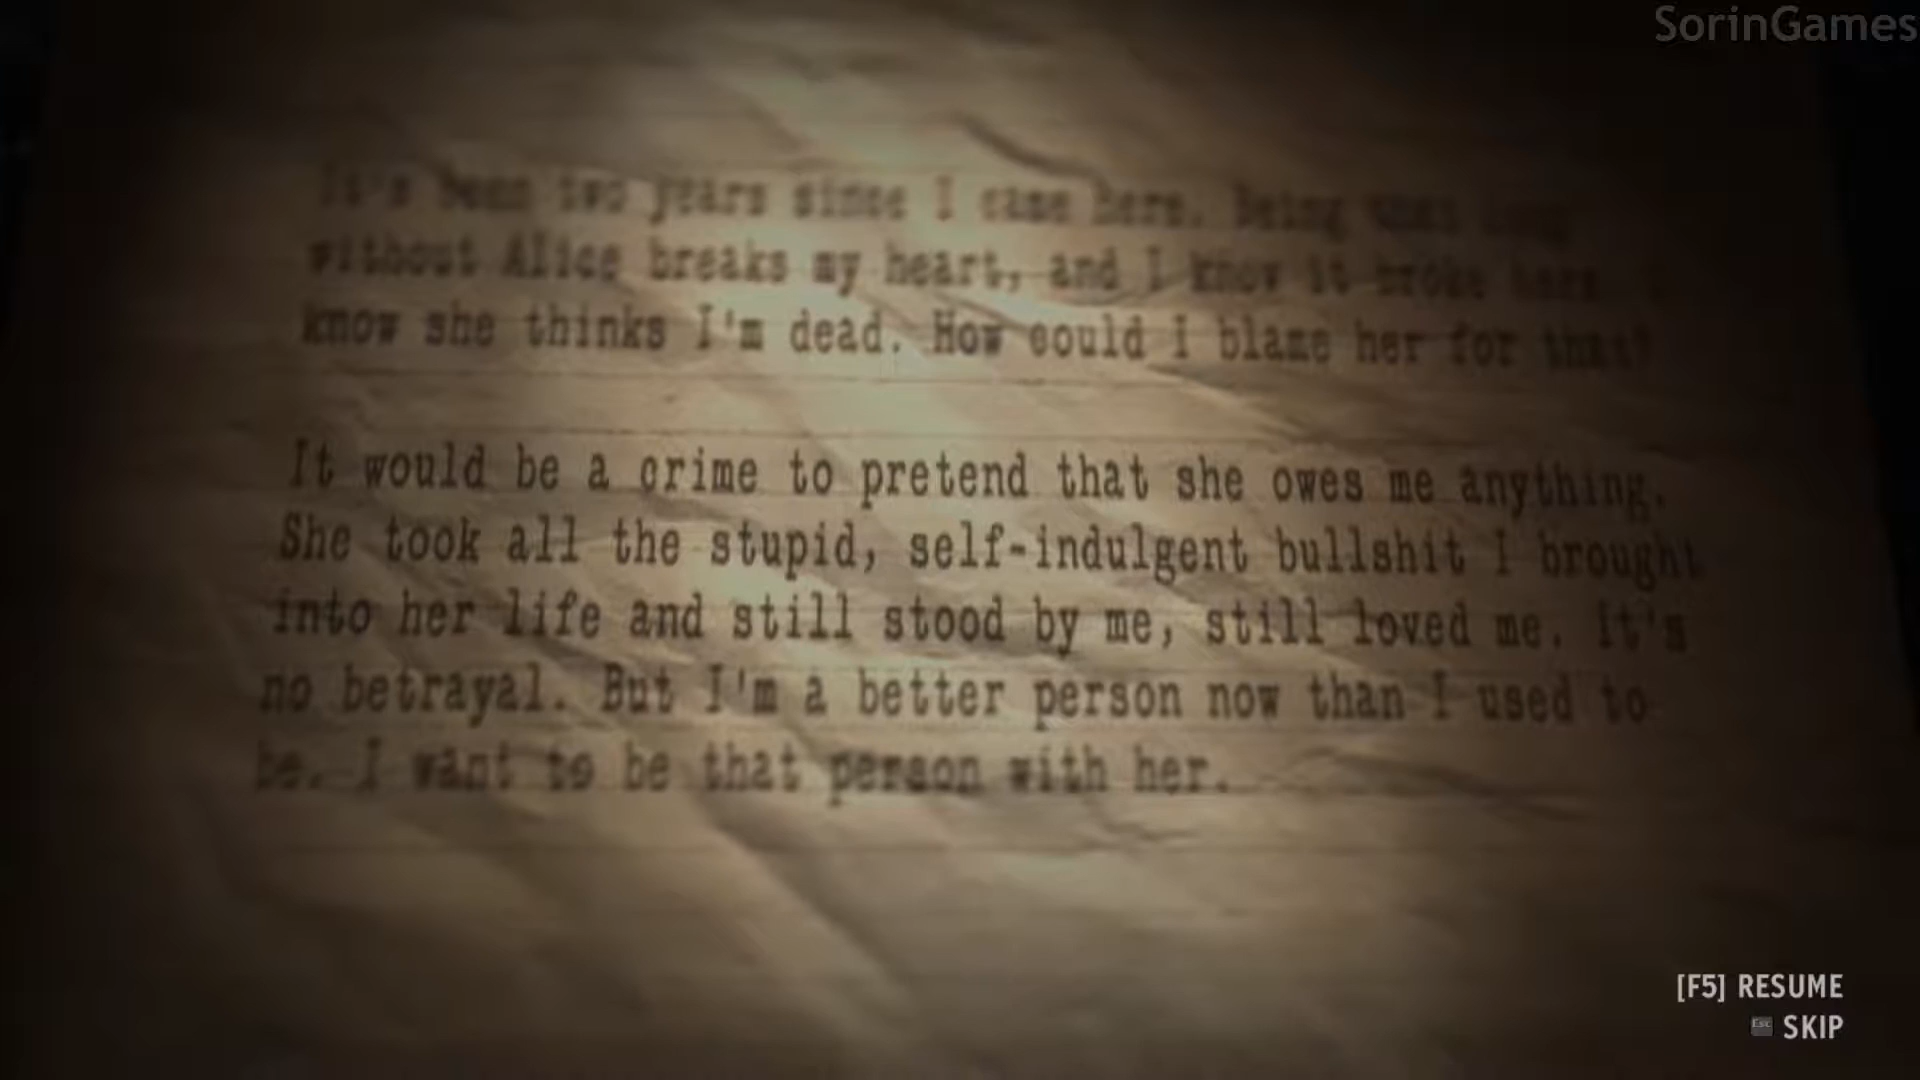 SorinGames
It's been two years since I came here. Being that long
without Alice breaks my heart, and I know it broke hers. I
know she thinks I'm dead. How could I blame her for that?
It would be a crime to pretend that she owes me anything.
She took all the stupid, self-indulgent bullshit I brought
into her life and still stood by me, still loved me. It's
no betrayal. But I'm a better person now than I used to
be. I want to be that person with her.
[F5] RESUME
Esc SKIP